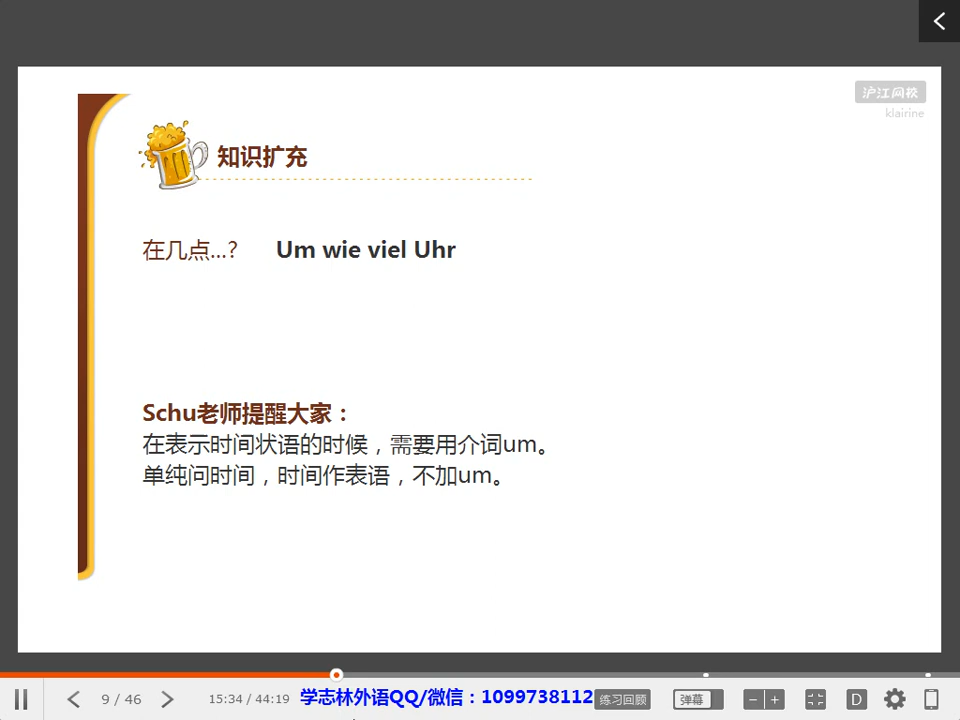 沪江网校
klairine
知识扩充
在几点...? Um wie viel Uhr
Schu老师提醒大家：
在表示时间状语的时候，需要用介词um。
单纯问时间，时间作表语，不加um。
9 / 46
15:34 / 44:19
学志林外语QQ/微信：1099738112
练习回顾
弹幕
D